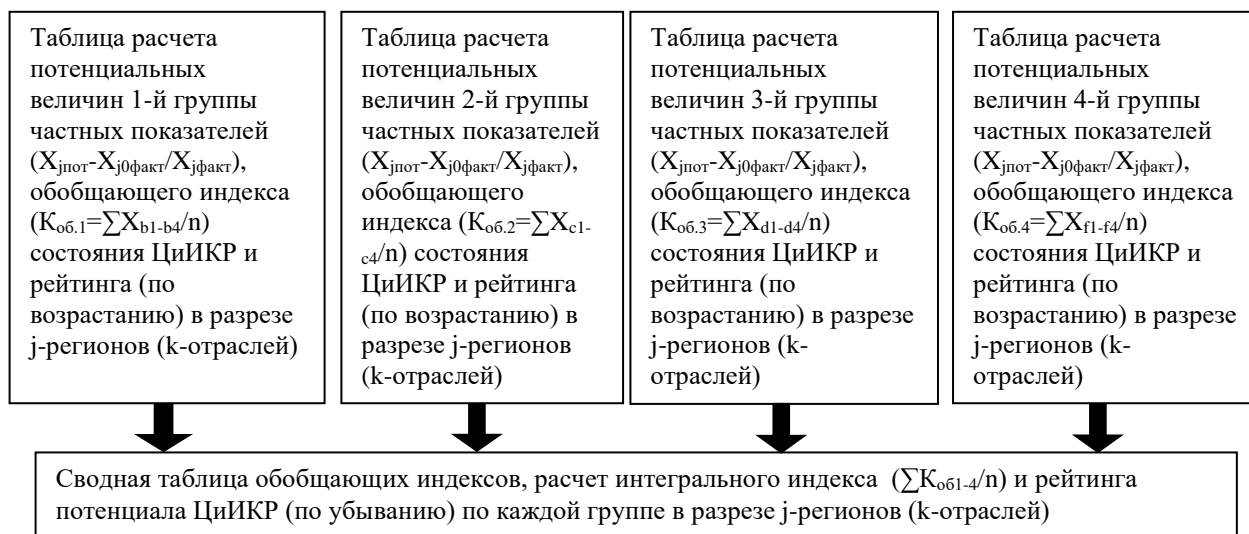 Таблица расчета
потенциальных
величин 1-й группы
частных показателей
(Xjпот-Xj0факт/Xjфакт),
обобщающего индекса
(Kоб.1=∑Xb1-b4/n)
состояния ЦиИКР и
рейтинга (по
возрастанию) в разрезе
j-регионов (k-отраслей)
Таблица расчета
потенциальных
величин 2-й группы
частных показателей
(Xjпот-Xj0факт/Xjфакт),
обобщающего
индекса (Kоб.2=∑Xc1-
c4/n) состояния
ЦиИКР и рейтинга
(по возрастанию) в
разрезе j-регионов
(k-отраслей)
Таблица расчета
потенциальных
величин 3-й группы
частных показателей
(Xjпот-Xj0факт/Xjфакт),
обобщающего индекса
(Kоб.3=∑Xd1-d4/n)
состояния ЦиИКР и
рейтинга (по
возрастанию) в разрезе
j-регионов (k-
отраслей)
Таблица расчета
потенциальных
величин 4-й группы
частных показателей
(Xjпот-Xj0факт/Xjфакт),
обобщающего индекса
(Kоб.4=∑Xf1-f4/n)
состояния ЦиИКР и
рейтинга (по
возрастанию) в разрезе
j-регионов (k-
отраслей)
Сводная таблица обобщающих индексов, расчет интегрального индекса (∑Kоб1-4/n) и рейтинга
потенциала ЦиИКР (по убыванию) по каждой группе в разрезе j-регионов (k-отраслей)